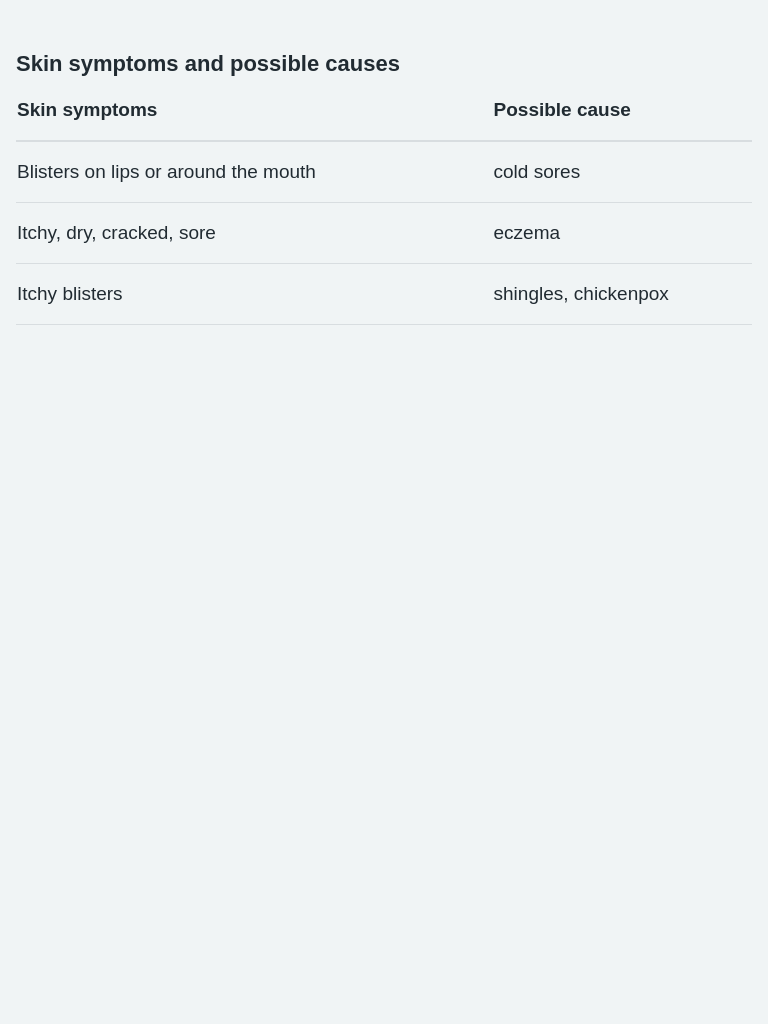 Skin symptoms and possible causes
Skin symptoms Possible cause
Blisters on lips or around the mouth cold sores
Itchy, dry, cracked, sore eczema
Itchy blisters shingles, chickenpox